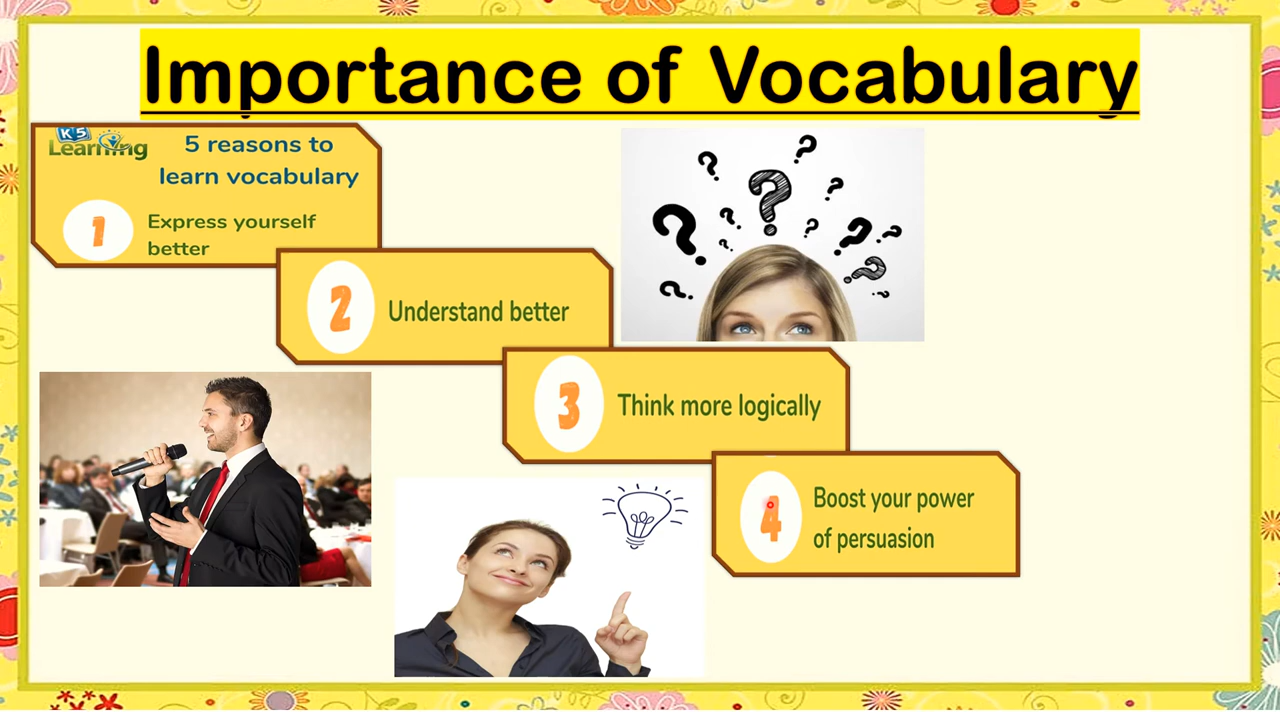 Importance of Vocabulary
K5
Learning
5 reasons to
learn vocabulary
1
Express yourself
better
2
Understand better
3
Think more logically
4
Boost your power
of persuasion
? ? ? ? ? ? ? ? ? ? ? ? ?